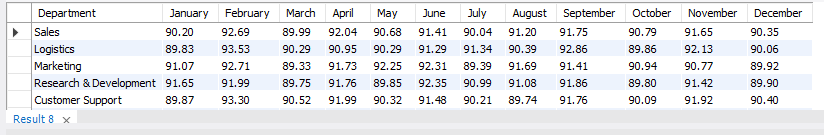 Department January February March April May June July August September October November December
Sales 90.20 92.69 89.99 92.04 90.68 91.41 90.04 91.20 91.75 90.79 91.65 90.35
Logistics 89.83 93.53 90.29 90.95 90.29 91.29 91.34 90.39 92.86 89.86 92.13 90.06
Marketing 91.07 92.71 89.33 91.73 92.25 92.31 89.39 91.69 91.41 90.94 90.77 89.92
Research & Development 91.65 91.99 89.75 91.76 89.85 92.35 90.99 91.08 91.86 89.80 91.42 89.90
Customer Support 89.87 93.30 90.52 91.99 90.32 91.48 90.21 89.74 91.76 90.09 91.92 90.40
Result 8